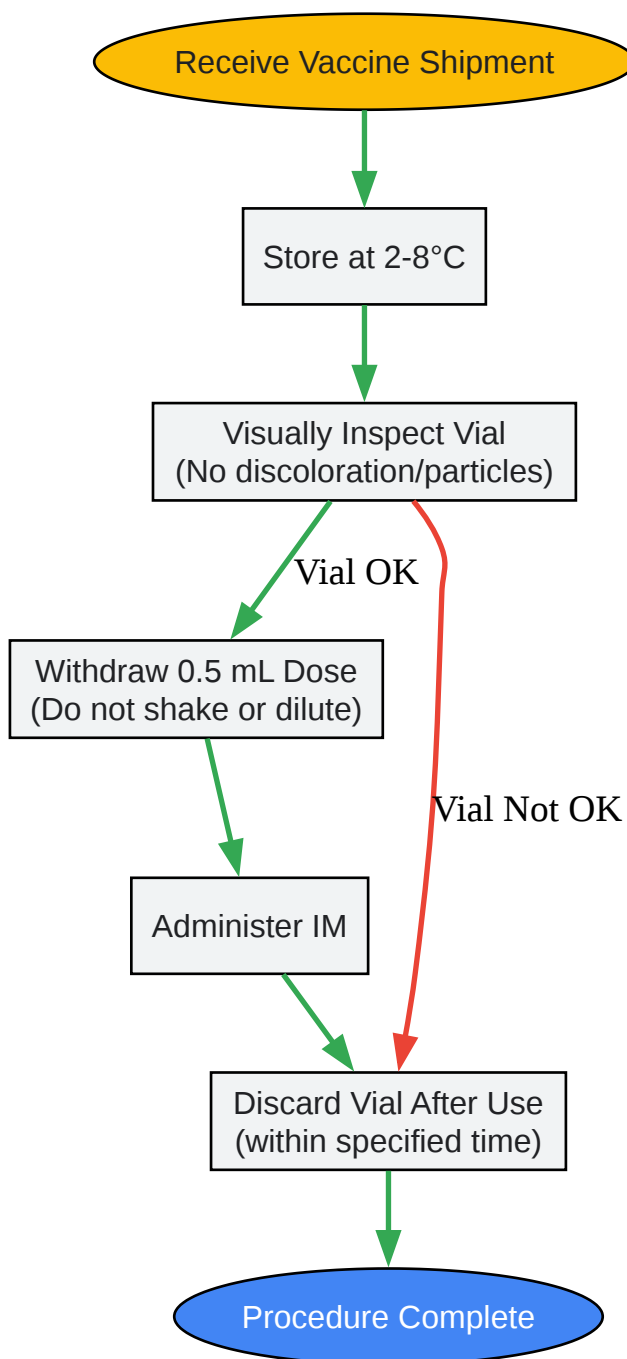 Receive Vaccine Shipment
Store at 2-8°C
Visually Inspect Vial
(No discoloration/particles)
Vial OK
Withdraw 0.5 mL Dose
(Do not shake or dilute)
Vial Not OK
Administer IM
Discard Vial After Use
(within specified time)
Procedure Complete